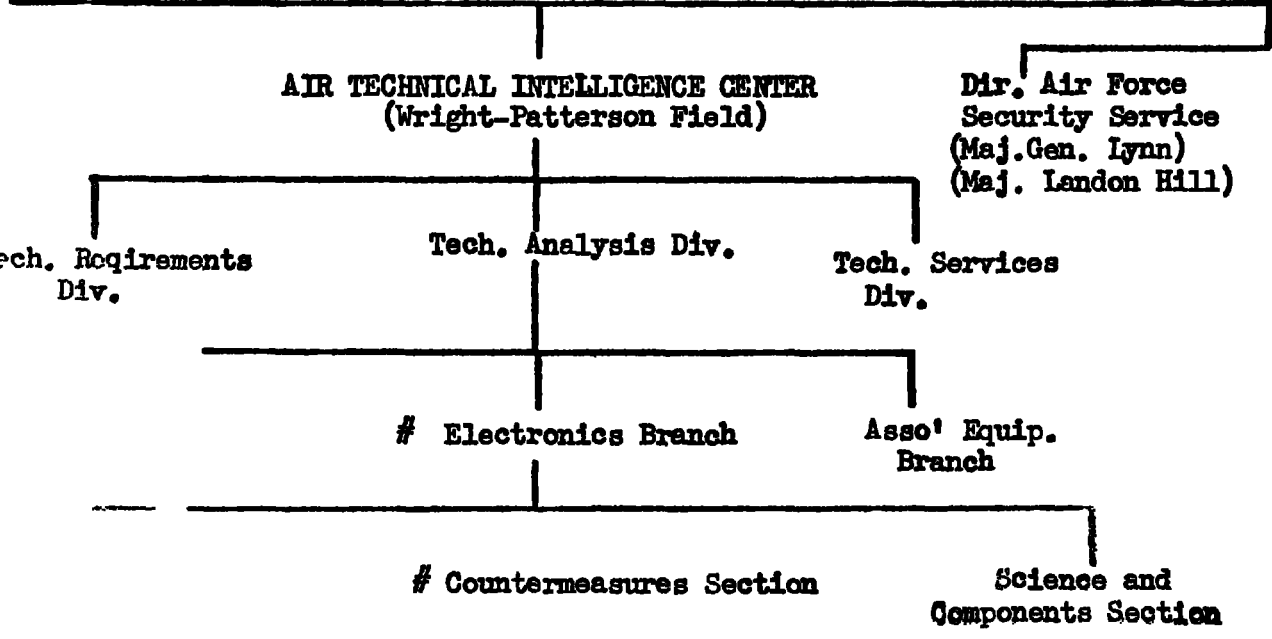 AIR TECHNICAL INTELLIGENCE CENTER
(Wright-Patterson Field)
Dir. Air Force
Security Service
(Maj.Gen. Lynn)
(Maj. Landon Hill)
ech. Roqirements
Div.
Tech. Analysis Div.
Tech. Services
Div.
# Electronics Branch
Asso' Equip.
Branch
# Countermeasures Section
Science and
Components Section